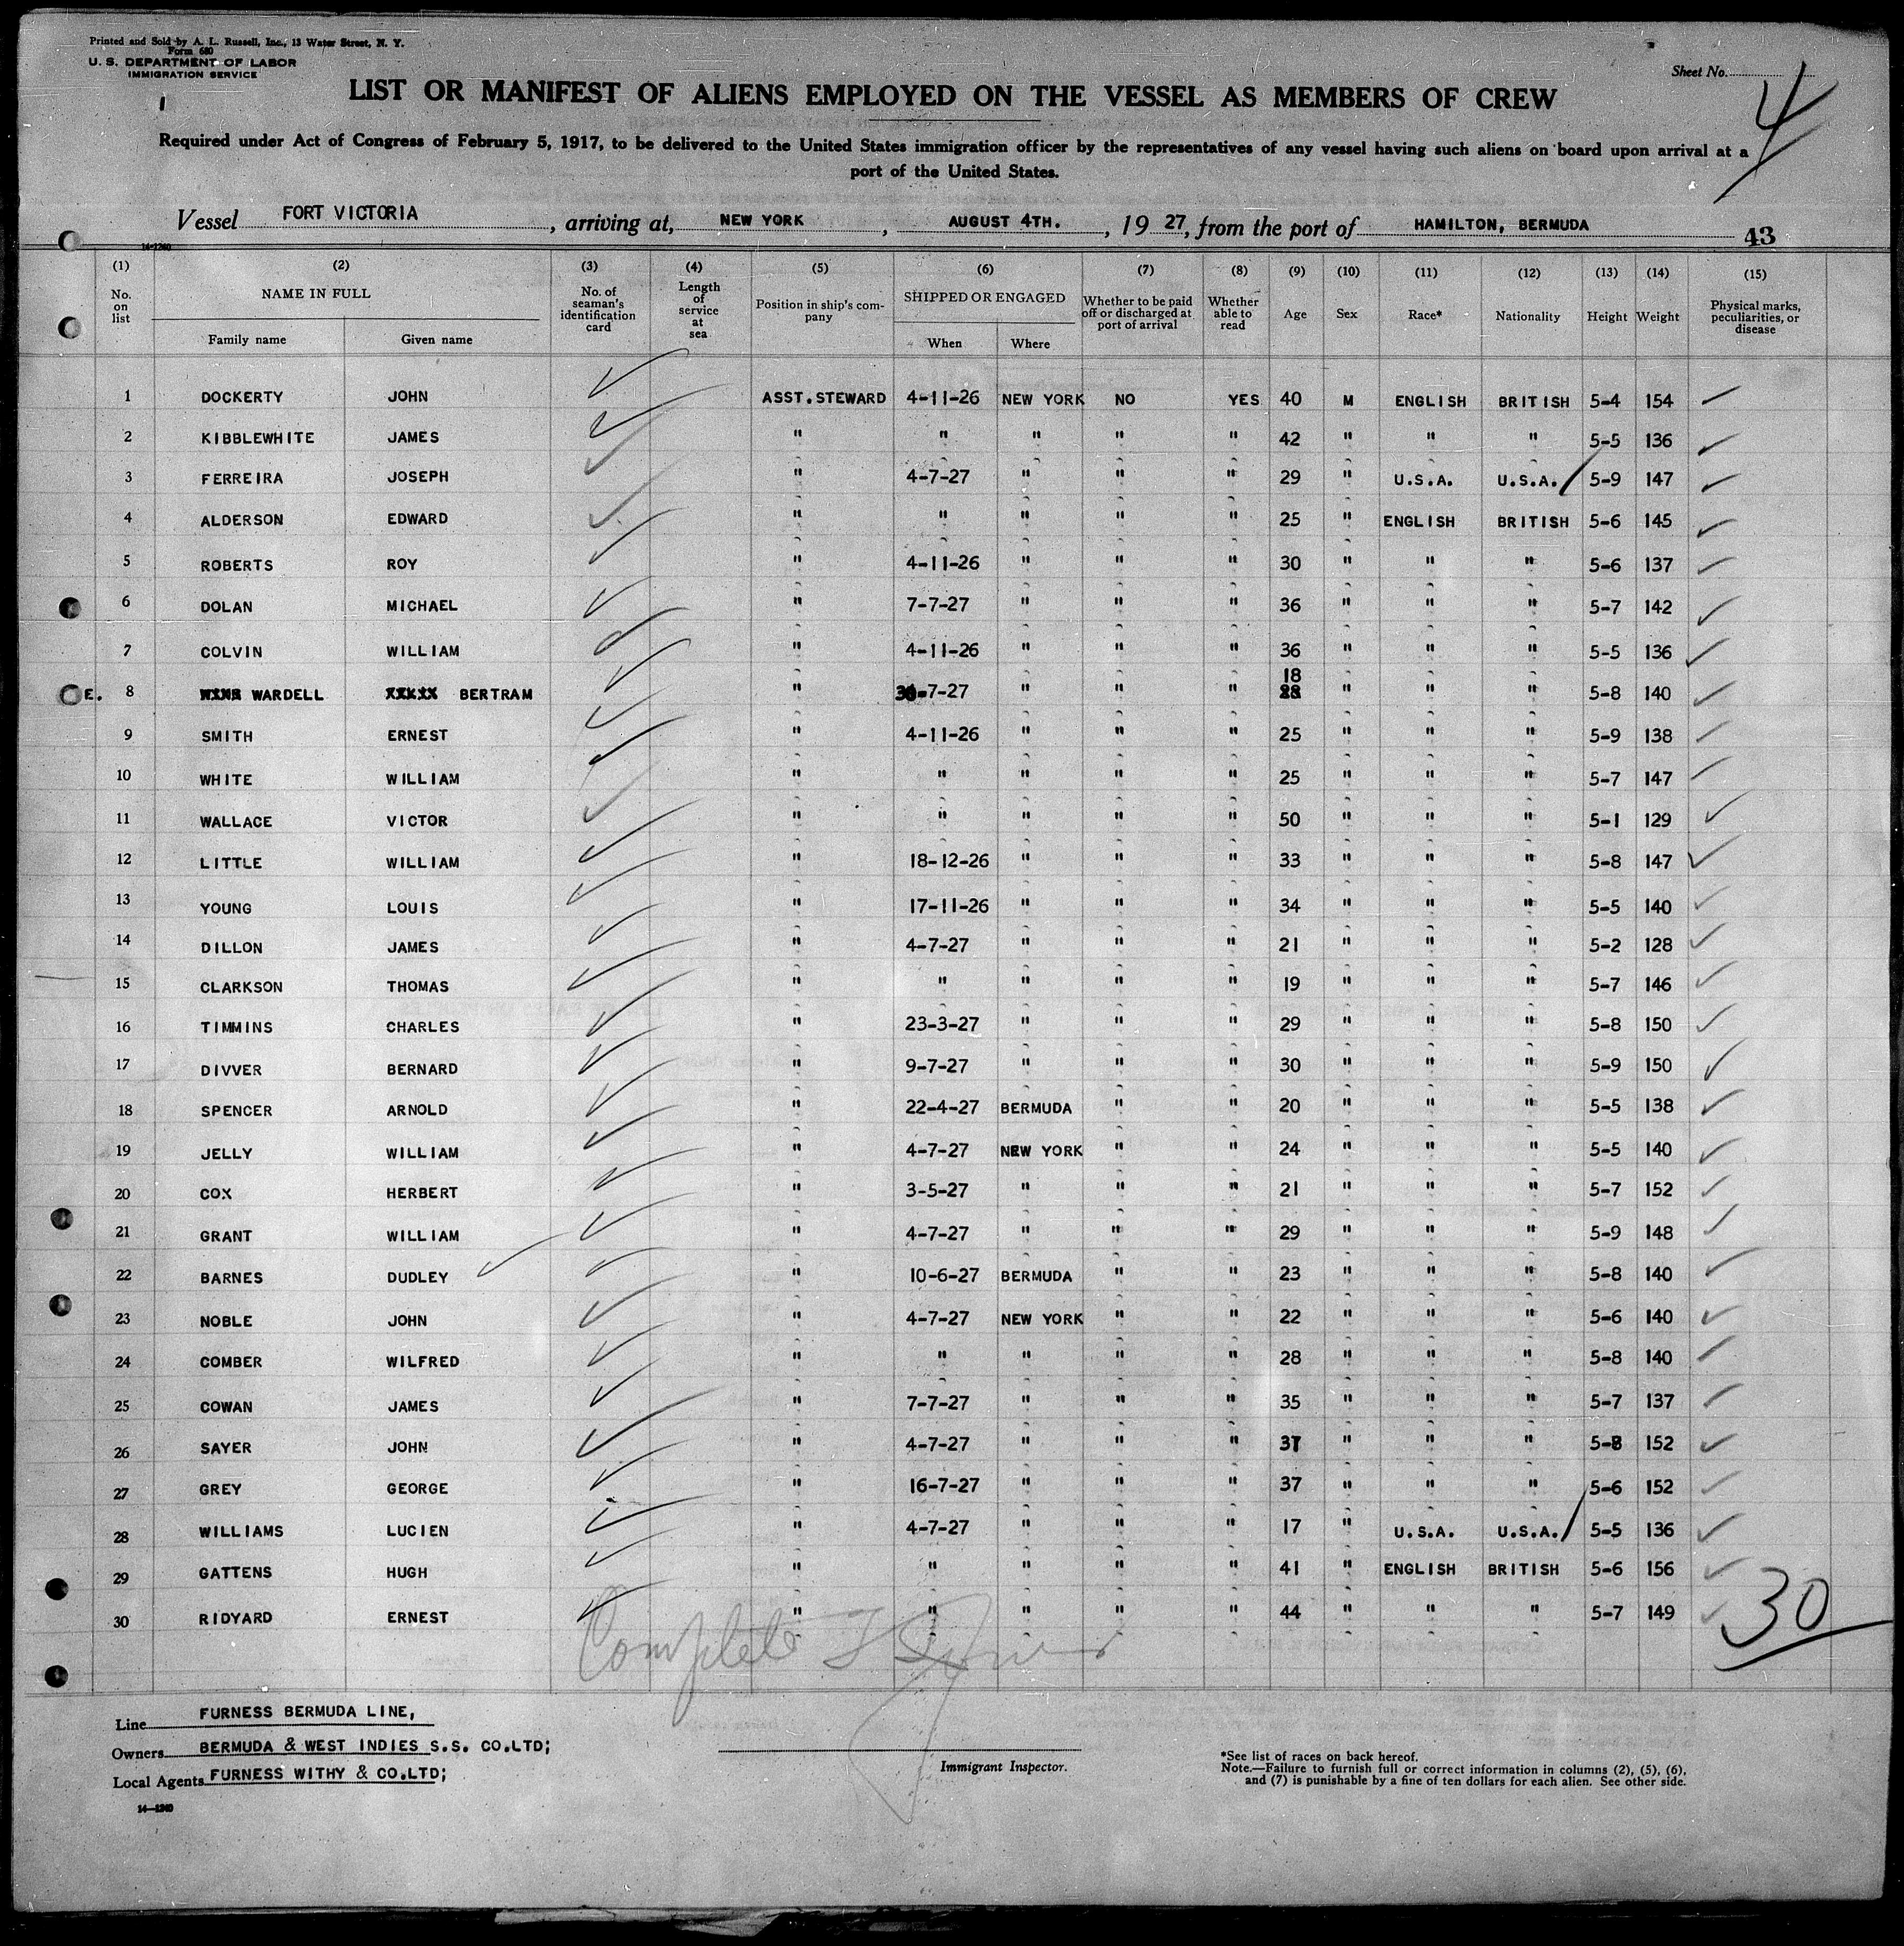 Printed and Sold by A. L. Russell, Inc., 13 Water Street, N. Y.
Form 680
U. S. DEPARTMENT OF LABOR
IMMIGRATION SERVICE
Sheet No.
4
LIST OR MANIFEST OF ALIENS EMPLOYED ON THE VESSEL AS MEMBERS OF CREW
Required under Act of Congress of February 5, 1917, to be delivered to the United States immigration officer by the representatives of any vessel having such aliens on board upon arrival at a
port of the United States.
Vessel FORT VICTORIA, arriving at, NEW YORK, AUGUST 4TH., 19 27, from the port of HAMILTON, BERMUDA 43
14-1240
(1) (2) (3) (4) (5) (6) (7) (8) (9) (10) (11) (12) (13) (14) (15)
No. on list NAME IN FULL Family name Given name No. of seaman's identification card Length of service at sea Position in ship's company SHIPPED OR ENGAGED When Where Whether to be paid off or discharged at port of arrival Whether able to read Age Sex Race* Nationality Height Weight Physical marks, peculiarities, or disease
1 DOCKERTY JOHN ASST.STEWARD 4-11-26 NEW YORK NO YES 40 M ENGLISH BRITISH 5-4 154
2 KIBBLEWHITE JAMES " " " " " 42 " " " 5-5 136
3 FERREIRA JOSEPH " 4-7-27 " " " 29 " U.S.A. U.S.A. 5-9 147
4 ALDERSON EDWARD " " " " " 25 " ENGLISH BRITISH 5-6 145
5 ROBERTS ROY " 4-11-26 " " " 30 " " " 5-6 137
6 DOLAN MICHAEL " 7-7-27 " " " 36 " " " 5-7 142
7 COLVIN WILLIAM " 4-11-26 " " " 36 " " " 5-5 136
E. 8 WARDELL BERTRAM " -7-27 " " " 18 " " " 5-8 140
9 SMITH ERNEST " 4-11-26 " " " 25 " " " 5-9 138
10 WHITE WILLIAM " " " " " 25 " " " 5-7 147
11 WALLACE VICTOR " " " " " 50 " " " 5-1 129
12 LITTLE WILLIAM " 18-12-26 " " " 33 " " " 5-8 147
13 YOUNG LOUIS " 17-11-26 " " " 34 " " " 5-5 140
14 DILLON JAMES " 4-7-27 " " " 21 " " " 5-2 128
15 CLARKSON THOMAS " " " " " 19 " " " 5-7 146
16 TIMMINS CHARLES " 23-3-27 " " " 29 " " " 5-8 150
17 DIVVER BERNARD " 9-7-27 " " " 30 " " " 5-9 150
18 SPENCER ARNOLD " 22-4-27 BERMUDA " " 20 " " " 5-5 138
19 JELLY WILLIAM " 4-7-27 NEW YORK " " 24 " " " 5-5 140
20 COX HERBERT " 3-5-27 " " " 21 " " " 5-7 152
21 GRANT WILLIAM " 4-7-27 " " " 29 " " " 5-9 148
22 BARNES DUDLEY " 10-6-27 BERMUDA " " 23 " " " 5-8 140
23 NOBLE JOHN " 4-7-27 NEW YORK " " 22 " " " 5-6 140
24 COMBER WILFRED " " " " " 28 " " " 5-8 140
25 COWAN JAMES " 7-7-27 " " " 35 " " " 5-7 137
26 SAYER JOHN " 4-7-27 " " " 37 " " " 5-8 152
27 GREY GEORGE " 16-7-27 " " " 37 " " " 5-6 152
28 WILLIAMS LUCIEN " 4-7-27 " " " 17 " U.S.A. U.S.A. 5-5 136
29 GATTENS HUGH " " " " " 41 " ENGLISH BRITISH 5-6 156
30 RIDYARD ERNEST " " " " " 44 " " " 5-7 149
30
Complete
Line FURNESS BERMUDA LINE,
Owners BERMUDA & WEST INDIES S.S. CO.LTD;
Local Agents FURNESS WITHY & CO.LTD;
14-1240
Immigrant Inspector.
*See list of races on back hereof.
Note.—Failure to furnish full or correct information in columns (2), (5), (6),
and (7) is punishable by a fine of ten dollars for each alien. See other side.